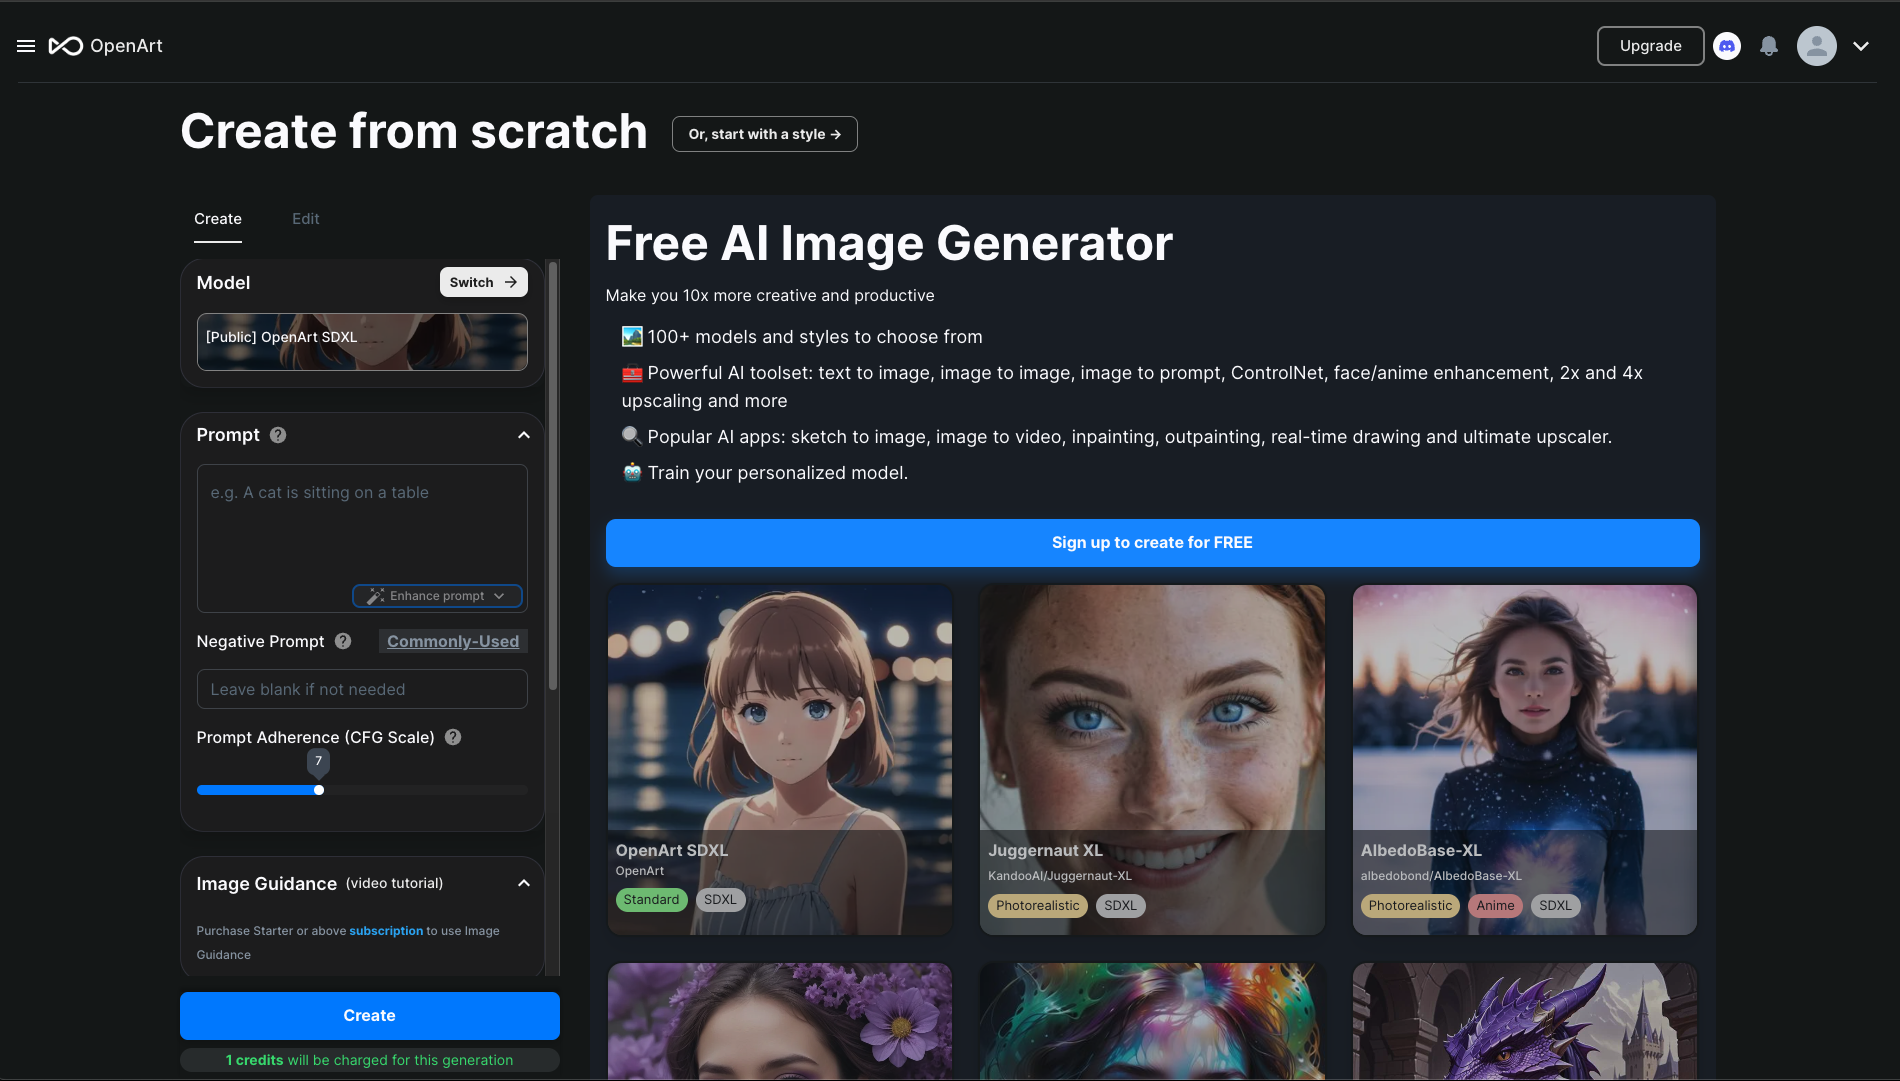 OpenArt
Upgrade
Create from scratch
Or, start with a style →
Create
Edit
Model
Switch →
[Public] OpenArt SDXL
Prompt ?
e.g. A cat is sitting on a table
Enhance prompt
Negative Prompt ?
Commonly-Used
Leave blank if not needed
Prompt Adherence (CFG Scale) ?
7
Image Guidance (video tutorial)
Purchase Starter or above subscription to use Image
Guidance
Create
1 credits will be charged for this generation
Free AI Image Generator
Make you 10x more creative and productive
100+ models and styles to choose from
Powerful AI toolset: text to image, image to image, image to prompt, ControlNet, face/anime enhancement, 2x and 4x
upscaling and more
Popular AI apps: sketch to image, image to video, inpainting, outpainting, real-time drawing and ultimate upscaler.
Train your personalized model.
Sign up to create for FREE
OpenArt SDXL
OpenArt
Standard SDXL
Juggernaut XL
KandooAI/Juggernaut-XL
Photorealistic SDXL
AlbedoBase-XL
albedobond/AlbedoBase-XL
Photorealistic Anime SDXL